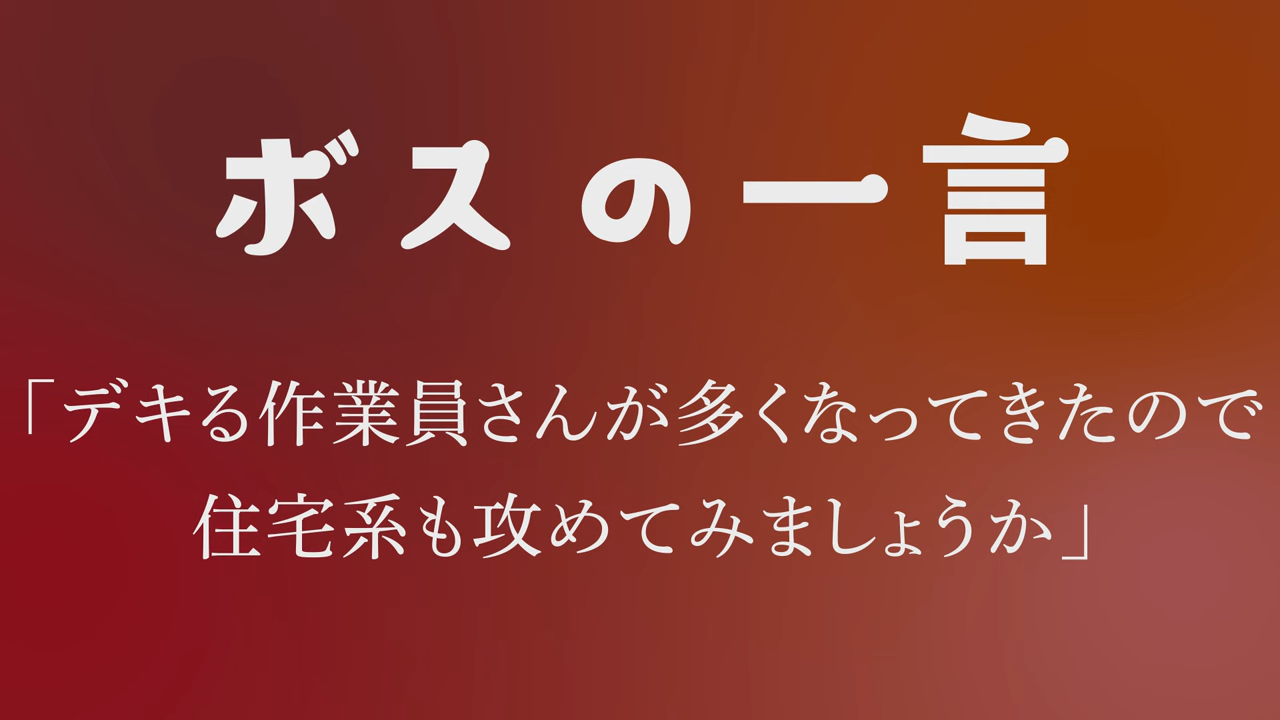 ボスの一言
「デキる作業員さんが多くなってきたので
住宅系も攻めてみましょうか」